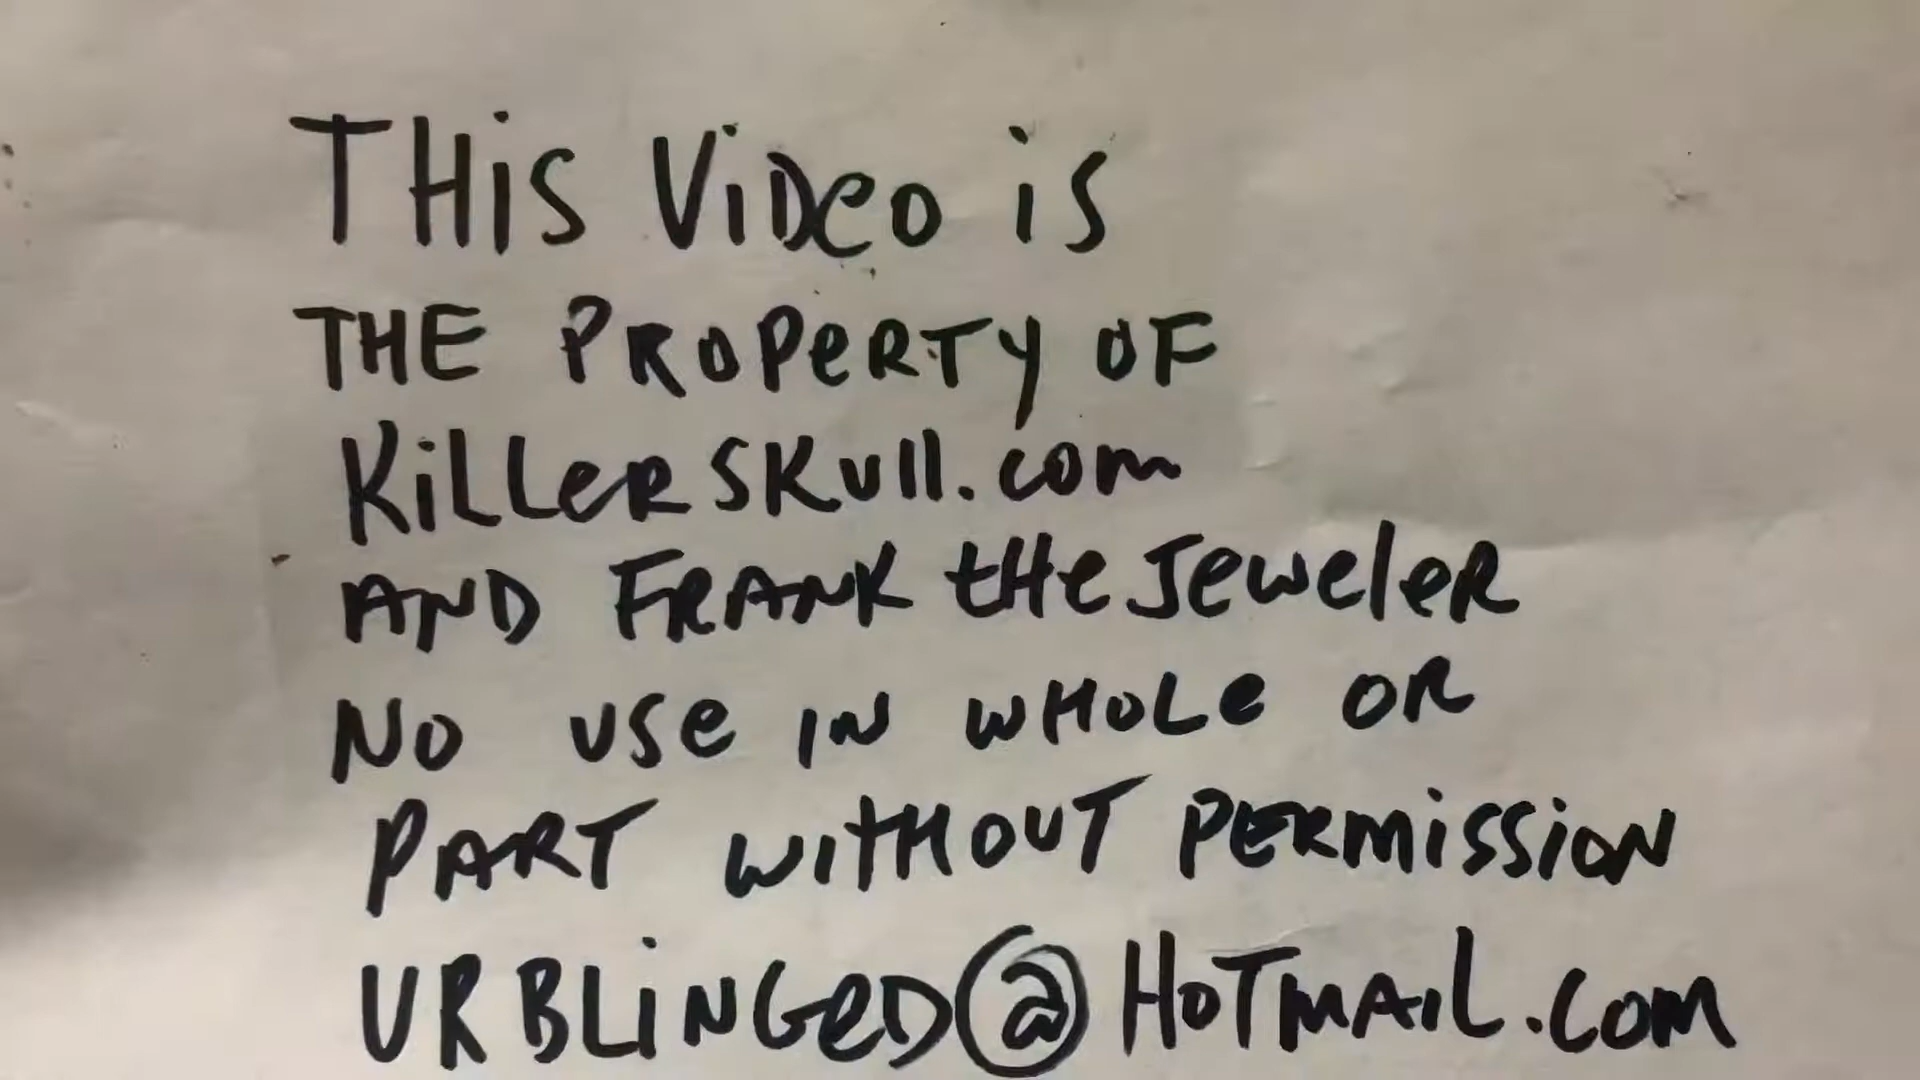 THiS ViDeo iS
THE PROPeRTY OF
KiLLeRSKull.com
AND FRANK tHe JeweleR
NO USe IN WHOLe OR
PART WitHOUT PERMiSSiON
URBLiNGeD@HoTMAiL.Com